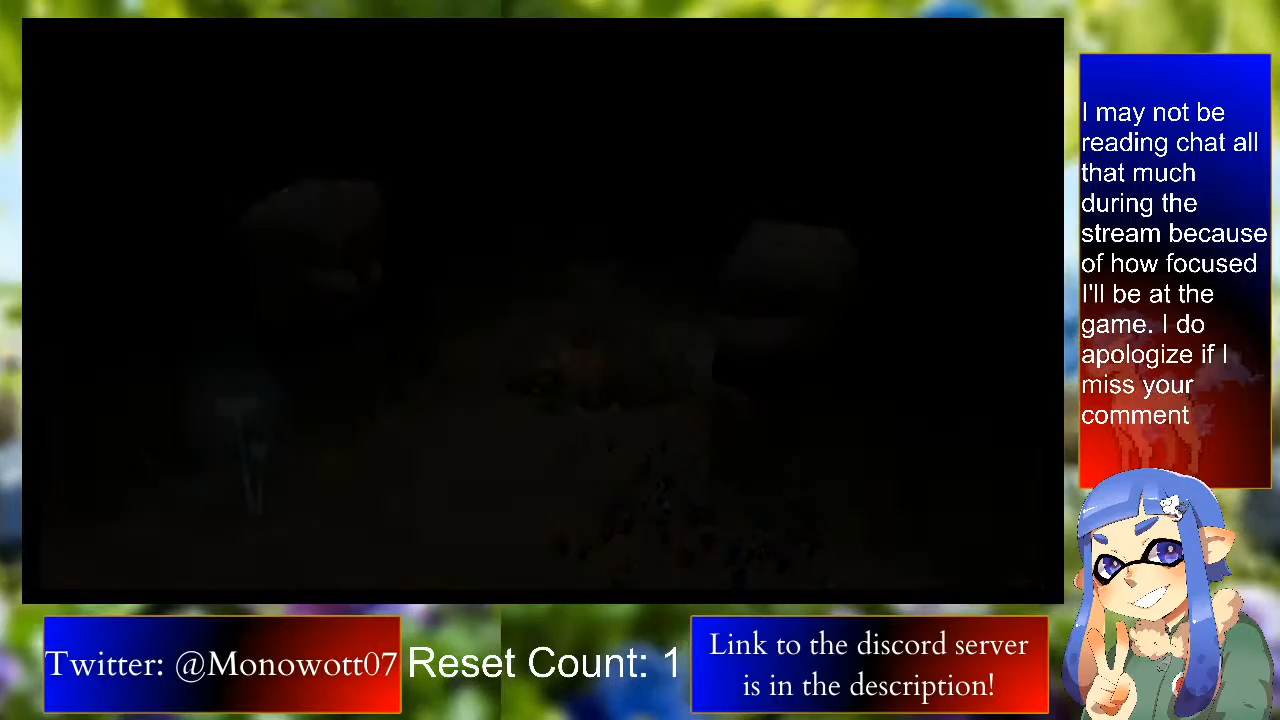 I may not be
reading chat all
that much
during the
stream because
of how focused
I'll be at the
game. I do
apologize if I
miss your
comment
Twitter: @Monowott07
Reset Count: 1
Link to the discord server
is in the description!